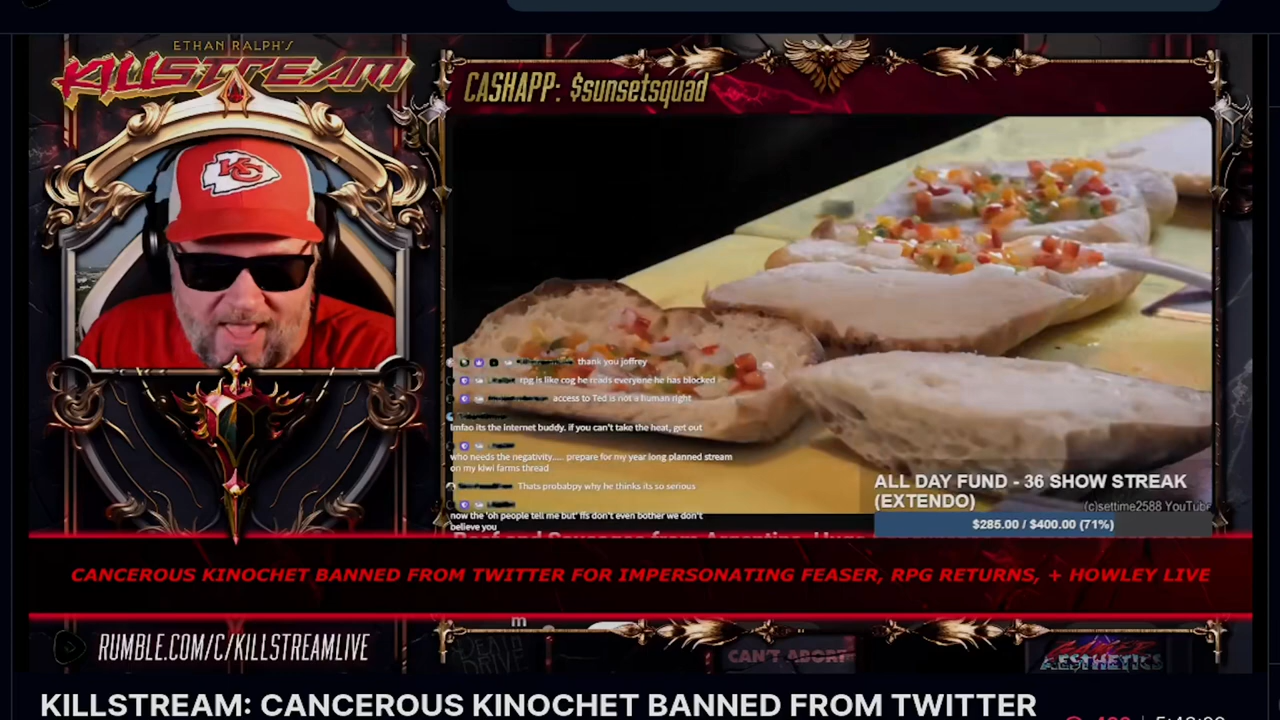 ETHAN RALPH'S
KILLSTREAM
CASHAPP: $sunsetsquad
KC
thank you joffrey
rpg is like cog he reads everyone he has blocked
access to Ted is not a human right
lmfao its the internet buddy. if you can't take the heat, get out
who needs the negativity..... prepare for my year long planned stream
on my kiwi farms thread
Thats probabpy why he thinks its so serious
now the 'oh people tell me but' ffs don't even bother we don't
believe you
ALL DAY FUND - 36 SHOW STREAK
(EXTENDO)
(c)settime2588 YouTube
$285.00 / $400.00 (71%)
CANCEROUS KINOCHET BANNED FROM TWITTER FOR IMPERSONATING FEASER, RPG RETURNS, + HOWLEY LIVE
RUMBLE.COM/C/KILLSTREAMLIVE
DEATH
DRIVE
CAN'T ABORT
AESTHETICS
KILLSTREAM: CANCEROUS KINOCHET BANNED FROM TWITTER